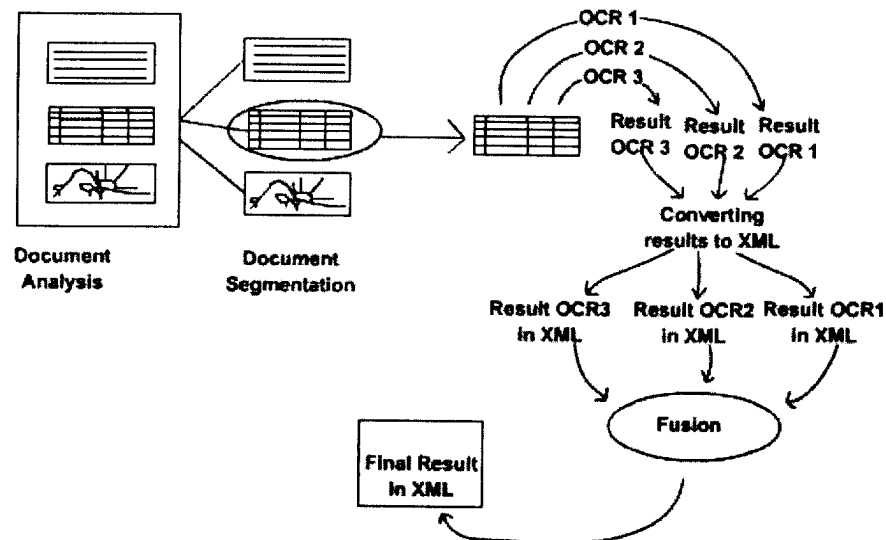 OCR 1
OCR 2
OCR 3
Result
OCR 3
Result
OCR 2
Result
OCR 1
Converting
results to XML
Document
Analysis
Document
Segmentation
Result OCR3
in XML
Result OCR2
in XML
Result OCR1
in XML
Fusion
Final Result
in XML